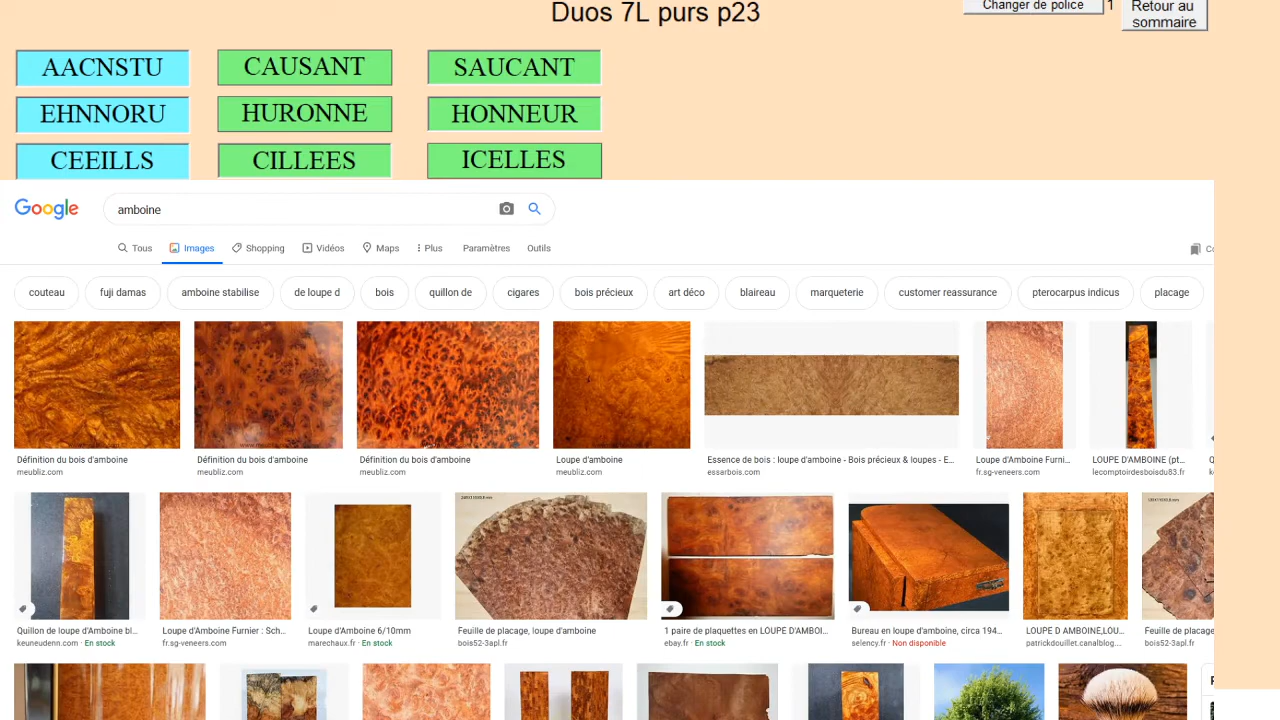 Duos 7L purs p23
Changer de police 1
Retour au
sommaire
AACNSTU CAUSANT SAUCANT
EHNNORU HURONNE HONNEUR
CEEILLS CILLEES ICELLES
Google
amboine
Tous Images Shopping Vidéos Maps Plus Paramètres Outils
couteau fuji damas amboine stabilise de loupe d bois quillon de cigares bois précieux art déco blaireau marqueterie customer reassurance pterocarpus indicus placage
Définition du bois d'amboine Définition du bois d'amboine Définition du bois d'amboine Loupe d'amboine Essence de bois : loupe d'amboine - Bois précieux & loupes - E... Loupe d'Amboine Furni... LOUPE D'AMBOINE (pt...
meubliz.com meubliz.com meubliz.com meubliz.com essarbois.com fr.sg-veneers.com lecomptoirdesboisdu83.fr
Quillon de loupe d'Amboine bl... Loupe d'Amboine Furnier : Sch... Loupe d'Amboine 6/10mm Feuille de placage, loupe d'amboine 1 paire de plaquettes en LOUPE D'AMBOI... Bureau en loupe d'amboine, circa 194... LOUPE D AMBOINE,LOU... Feuille de placage
keuneudenn.com · En stock fr.sg-veneers.com marechaux.fr · En stock bois52-3apl.fr ebay.fr · En stock selency.fr · Non disponible patrickdouillet.canalblog.... bois52-3apl.fr